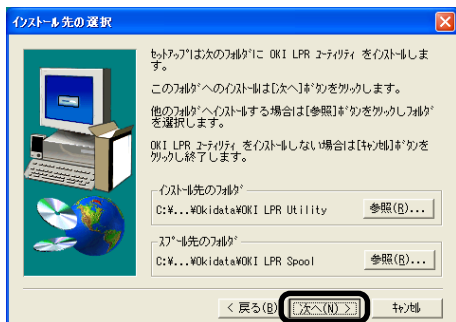 インストール先の選択
ｾｯﾄｱｯﾌﾟは次のﾌｫﾙﾀﾞに OKI LPR ﾕｰﾃｨﾘﾃｨ をｲﾝｽﾄｰﾙしま
す。
このﾌｫﾙﾀﾞへのｲﾝｽﾄｰﾙは[次へ]ﾎﾞﾀﾝをｸﾘｯｸします。
他のﾌｫﾙﾀﾞへｲﾝｽﾄｰﾙする場合は[参照]ﾎﾞﾀﾝをｸﾘｯｸしﾌｫﾙﾀﾞ
を選択します。
OKI LPR ﾕｰﾃｨﾘﾃｨ をｲﾝｽﾄｰﾙしない場合は[ｷｬﾝｾﾙ]ﾎﾞﾀﾝを
ｸﾘｯｸし終了します。
ｲﾝｽﾄｰﾙ先のﾌｫﾙﾀﾞ
C:¥...¥Okidata¥OKI LPR Utility
参照(R)...
ｽﾌﾟｰﾙ先のﾌｫﾙﾀﾞ
C:¥...¥Okidata¥OKI LPR Spool
参照(R)...
< 戻る(B)
次へ(N) >
ｷｬﾝｾﾙ